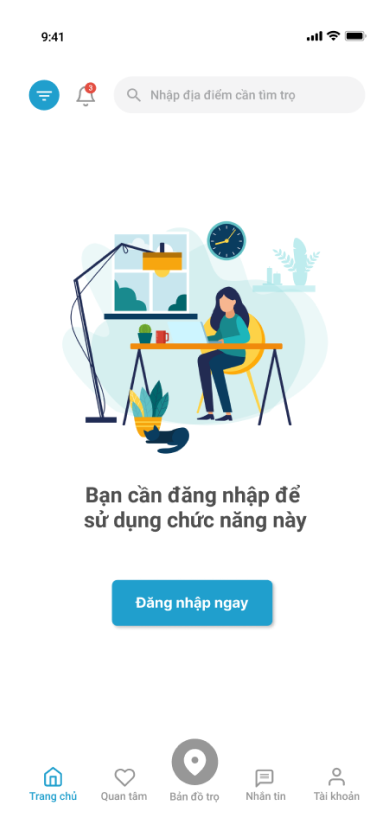 9:41
3
Nhập địa điểm cần tìm trọ
Bạn cần đăng nhập để
sử dụng chức năng này
Đăng nhập ngay
Trang chủ
Quan tâm
Bản đồ trọ
Nhắn tin
Tài khoản